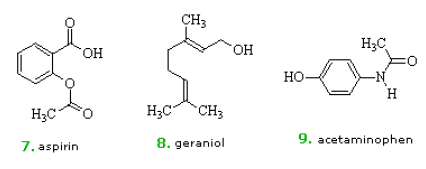 O
OH
O
H₃C
O
7. aspirin
CH₃
OH
H₃C
CH₃
8. geraniol
H₃C
O
HO
N
H
9. acetaminophen